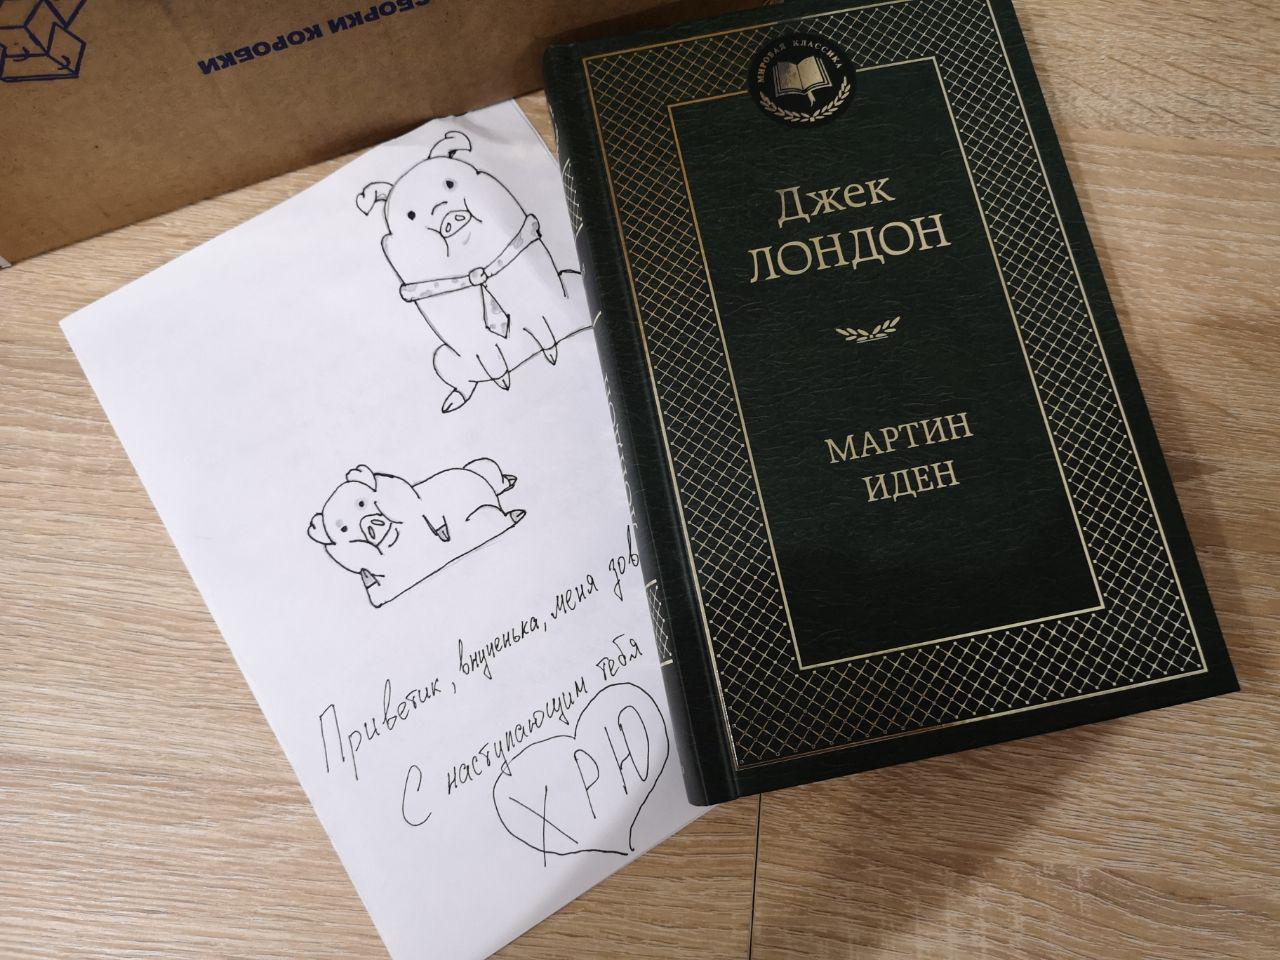 СБОРКИ КОРОБКИ
МИРОВАЯ КЛАССИКА
Джек
ЛОНДОН
МАРТИН
ИДЕН
Приветик, внученька, меня зов
С наступающим тебя
ХРЮ